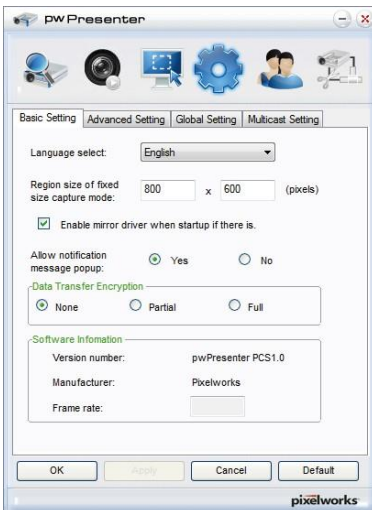 pwPresenter
Basic Setting Advanced Setting Global Setting Multicast Setting
Language select: English
Region size of fixed
size capture mode: 800 x 600 (pixels)
Enable mirror driver when startup if there is.
Allow notification
message popup: Yes No
Data Transfer Encryption
None Partial Full
Software Infomation
Version number: pwPresenter PCS1.0
Manufacturer: Pixelworks
Frame rate:
OK Apply Cancel Default
pixelworks